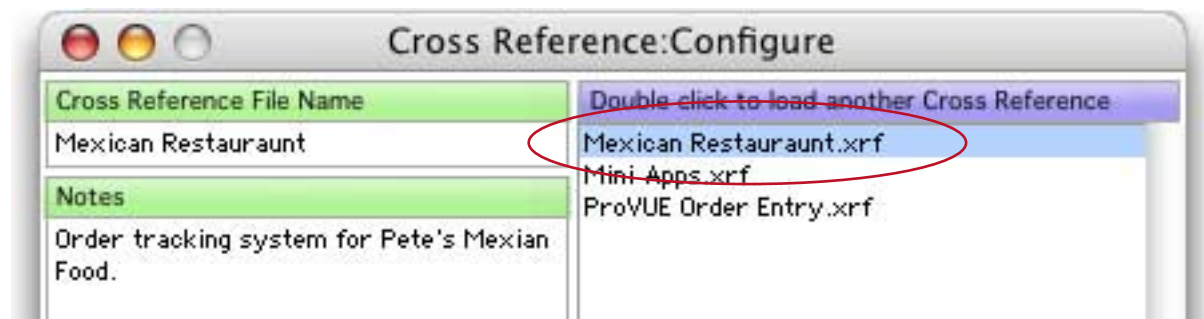 Cross Reference:Configure
Cross Reference File Name
Mexican Restauraunt
Notes
Order tracking system for Pete's Mexian
Food.
Double click to load another Cross Reference
Mexican Restauraunt.xrf
Mini-Apps.xrf
ProVUE Order Entry.xrf